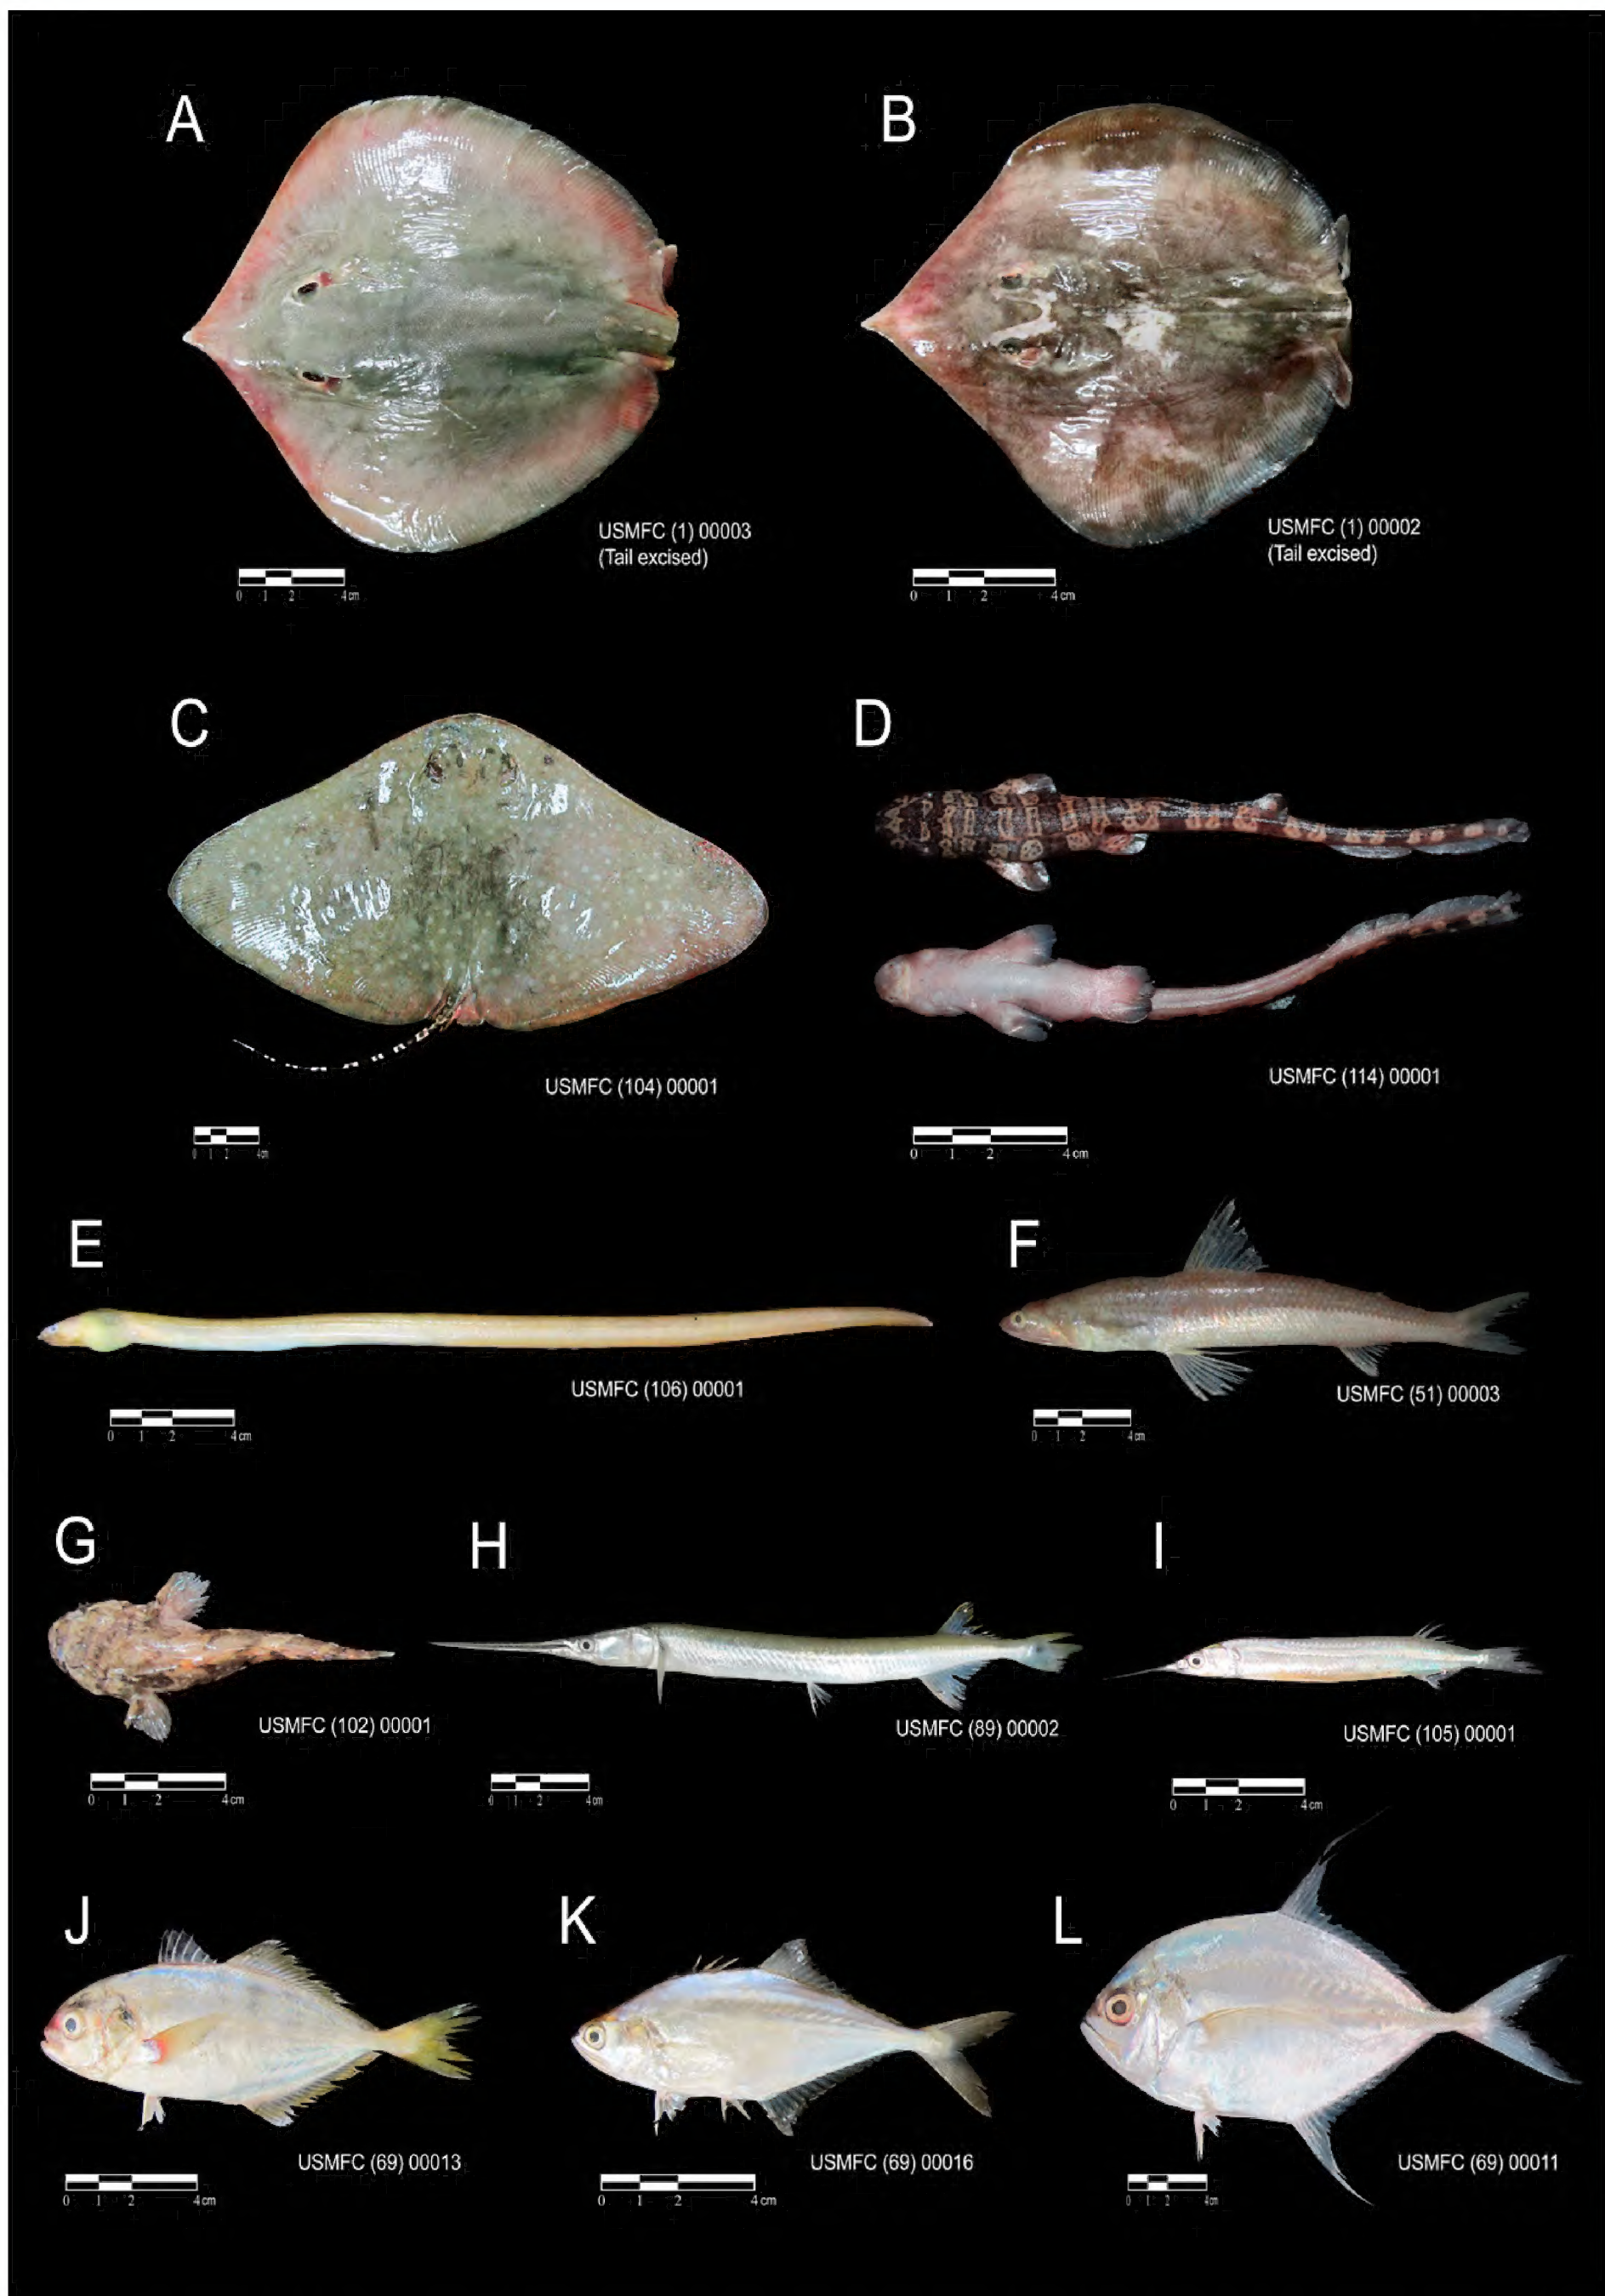 A
B
USMFC (1) 00003
(Tail excised)
USMFC (1) 00002
(Tail excised)
0 1 2 4 cm
0 1 2 4 cm
C
D
USMFC (104) 00001
USMFC (114) 00001
0 1 2 4cm
0 1 2 4 cm
E
F
USMFC (106) 00001
USMFC (51) 00003
0 1 2 4 cm
0 1 2 4 cm
G
H
I
USMFC (102) 00001
USMFC (89) 00002
USMFC (105) 00001
0 1 2 4 cm
0 1 2 4 cm
0 1 2 4 cm
J
K
L
USMFC (69) 00013
USMFC (69) 00016
USMFC (69) 00011
0 1 2 4 cm
0 1 2 4 cm
0 1 2 4cm